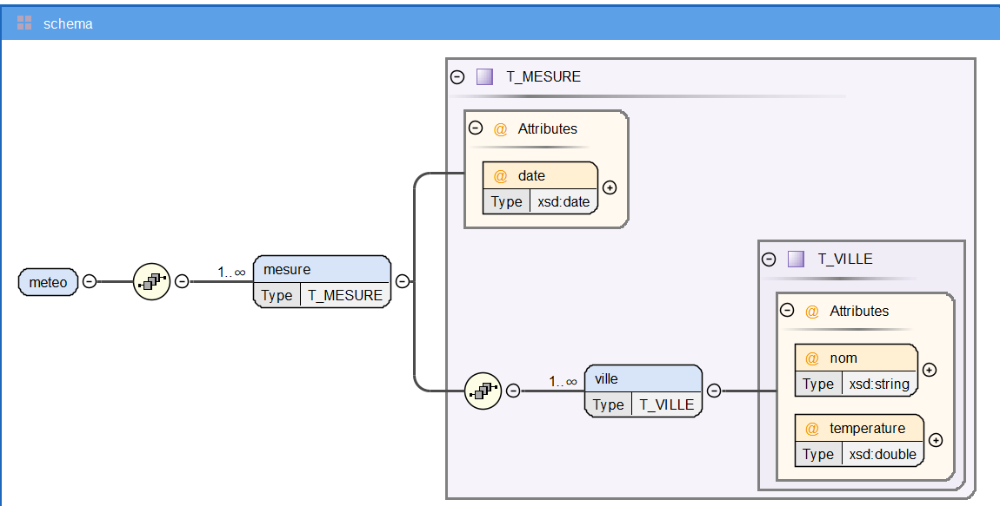 schema
T_MESURE
@ Attributes
@ date
Type xsd:date
meteo
1..∞
mesure
Type T_MESURE
T_VILLE
@ Attributes
@ nom
Type xsd:string
@ temperature
Type xsd:double
1..∞
ville
Type T_VILLE